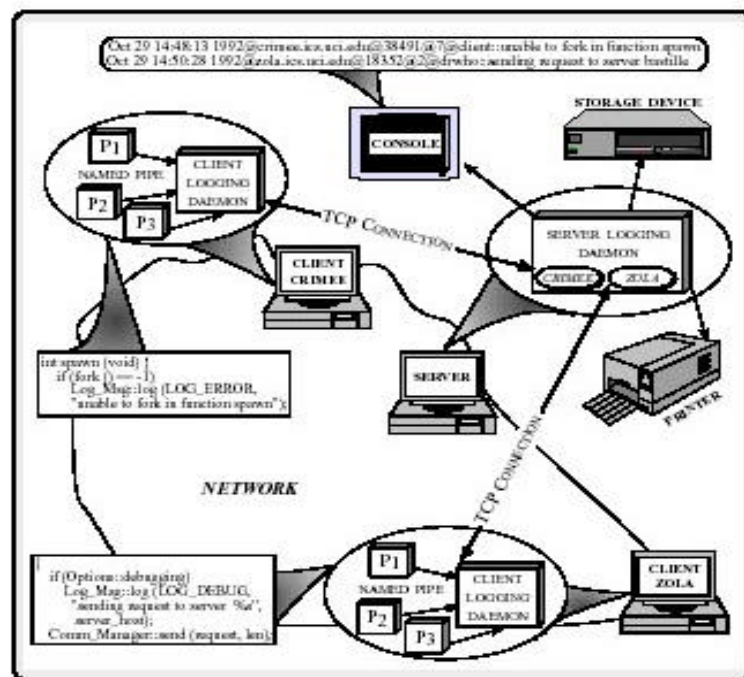 Oct 29 14:48:13 1992@crimee.ics.uci.edu@38491@7@client::unable to fork in function spawn
Oct 29 14:50:28 1992@zola.ics.uci.edu@18352@2@drwho::sending request to server bastille
STORAGE DEVICE
CONSOLE
P1
NAMED PIPE
P2
P3
CLIENT
LOGGING
DAEMON
TCP CONNECTION
SERVER LOGGING
DAEMON
CRIMEE
ZOLA
CLIENT
CRIMEE
SERVER
PRINTER
int spawn (void) {
if (fork () == -1)
Log_Msg::log (LOG_ERROR,
"unable to fork in function spawn");
TCP CONNECTION
NETWORK
{
if (Options::debugging)
Log_Msg::log (LOG_DEBUG,
"sending request to server %s",
server_host);
Comm_Manager::send (request, len);
P1
NAMED PIPE
P2
P3
CLIENT
LOGGING
DAEMON
CLIENT
ZOLA